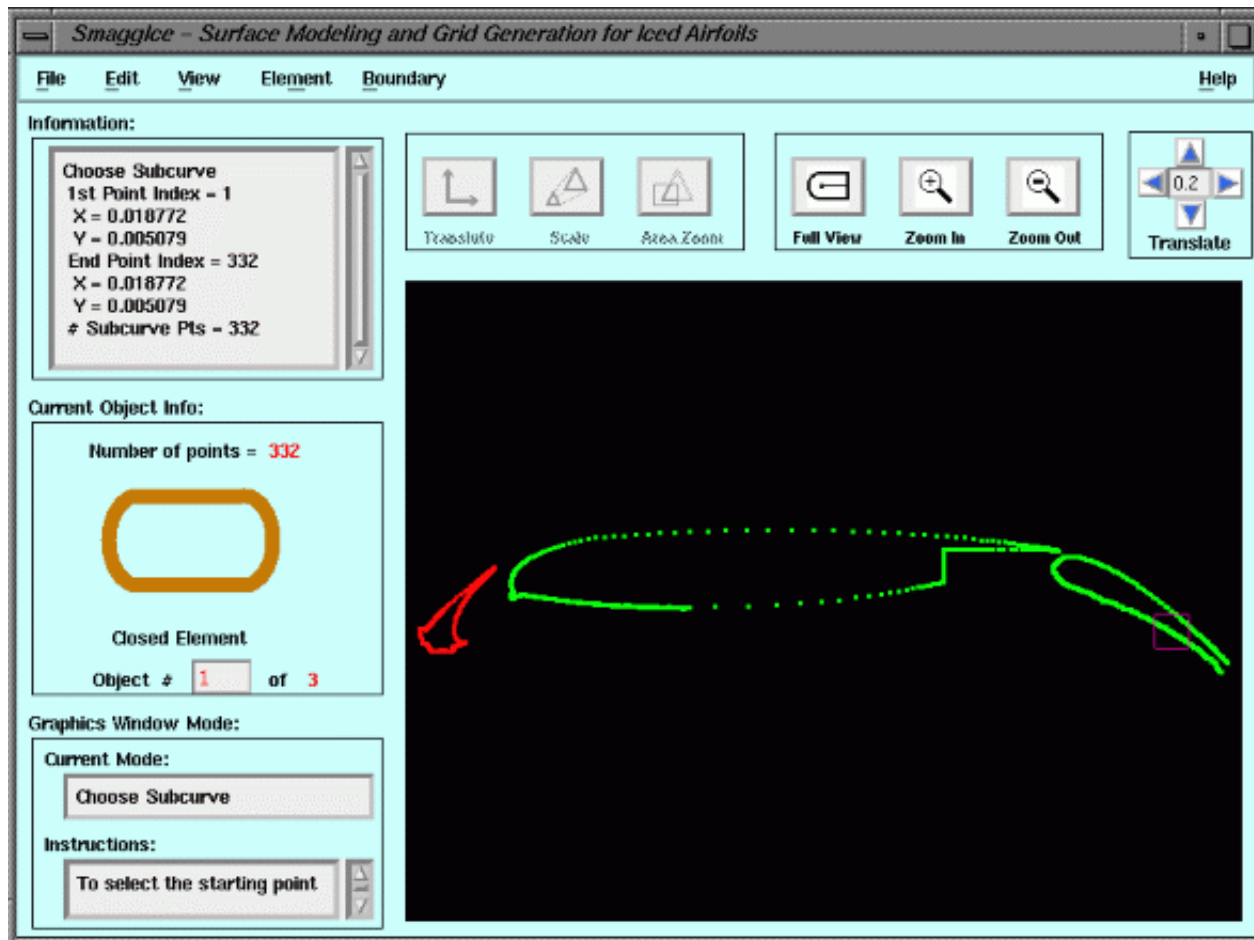 SmaggIce - Surface Modeling and Grid Generation for Iced Airfoils
File Edit View Element Boundary Help
Information:
Choose Subcurve
1st Point Index = 1
X = 0.018772
Y = 0.005079
End Point Index = 332
X = 0.018772
Y = 0.005079
# Subcurve Pts = 332
Translate Scale Area Zoom
Full View Zoom In Zoom Out
0.2
Translate
Current Object Info:
Number of points = 332
Closed Element
Object # 1 of 3
Graphics Window Mode:
Current Mode:
Choose Subcurve
Instructions:
To select the starting point